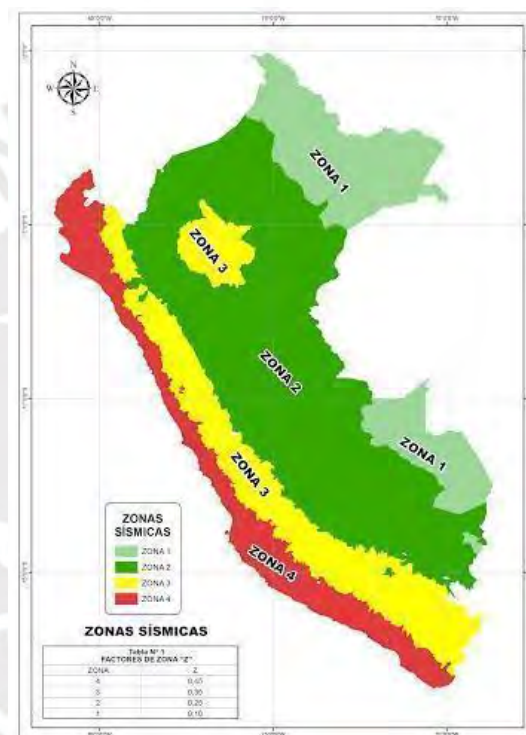 N
W E
S
ZONA 1
ZONA 3
ZONA 2
ZONA 1
ZONA 3
ZONA 4
ZONAS
SÍSMICAS
ZONA 1
ZONA 2
ZONA 3
ZONA 4
ZONAS SÍSMICAS
Tabla N° 1
FACTORES DE ZONA "Z"
ZONA Z
4 0,45
3 0,35
2 0,25
1 0,10